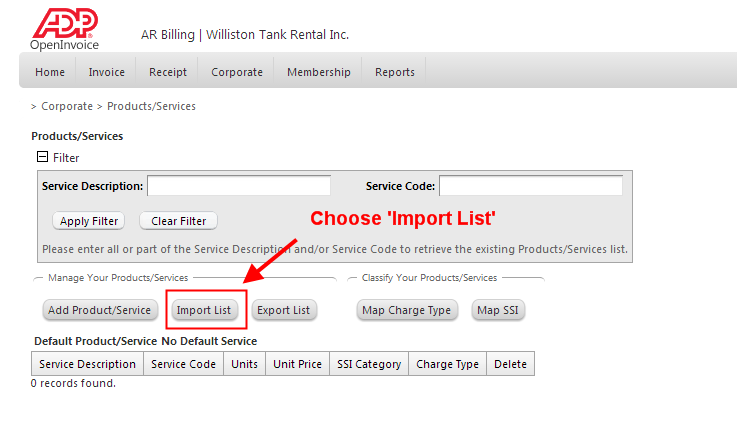 ADP
OpenInvoice
AR Billing | Williston Tank Rental Inc.
Home Invoice Receipt Corporate Membership Reports
> Corporate > Products/Services
Products/Services
Filter
Service Description: Service Code:
Apply Filter Clear Filter
Choose 'Import List'
Please enter all or part of the Service Description and/or Service Code to retrieve the existing Products/Services list.
Manage Your Products/Services Classify Your Products/Services
Add Product/Service Import List Export List Map Charge Type Map SSI
Default Product/Service No Default Service
Service Description Service Code Units Unit Price SSI Category Charge Type Delete
0 records found.